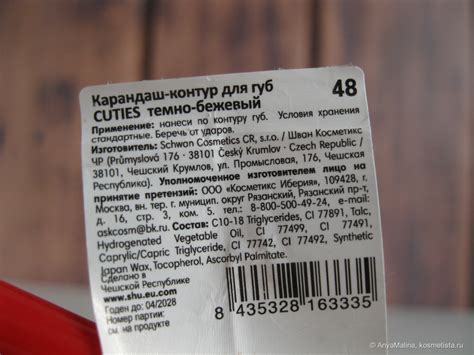 Карандаш-контур для губ 48
CUTIES темно-бежевый
Применение: нанеси по контуру губ. Условия хранения
стандартные. Беречь от ударов.
Изготовитель: Schwan Cosmetics CR, s.r.o./ Шван Косметикс
ЧР (Průmyslová 176 · 38101 Český Krumlov · Czech Republic /
38101, Чешский Крумлов, ул. Промысловая, 176, Чешская
Республика). Уполномоченное изготовителем лицо на
принятие претензий: ООО «Косметикс Иберия», 109428, г.
Москва, вн. тер. г. муницип. округ Рязанский, Рязанский пр-т,
д. 16, стр. 3, ком. 5, тел. 8-800-500-49-24, e-mail:
askcosm@bk.ru. Состав: C10-18 Triglycerides, CI 77891, Talc,
Hydrogenated Vegetable Oil, CI 77499, CI 77491,
Caprylic/Capric Triglyceride, CI 77742, CI 77492, Synthetic
Japan Wax, Tocopherol, Ascorbyl Palmitate.
Сделано в
Чешской Республике
www.shu.eu.com
Годен до: 04/2028
Номер партии:
см. на продукте
8 435328 163335
© AnyaMalina, kosmetista.ru